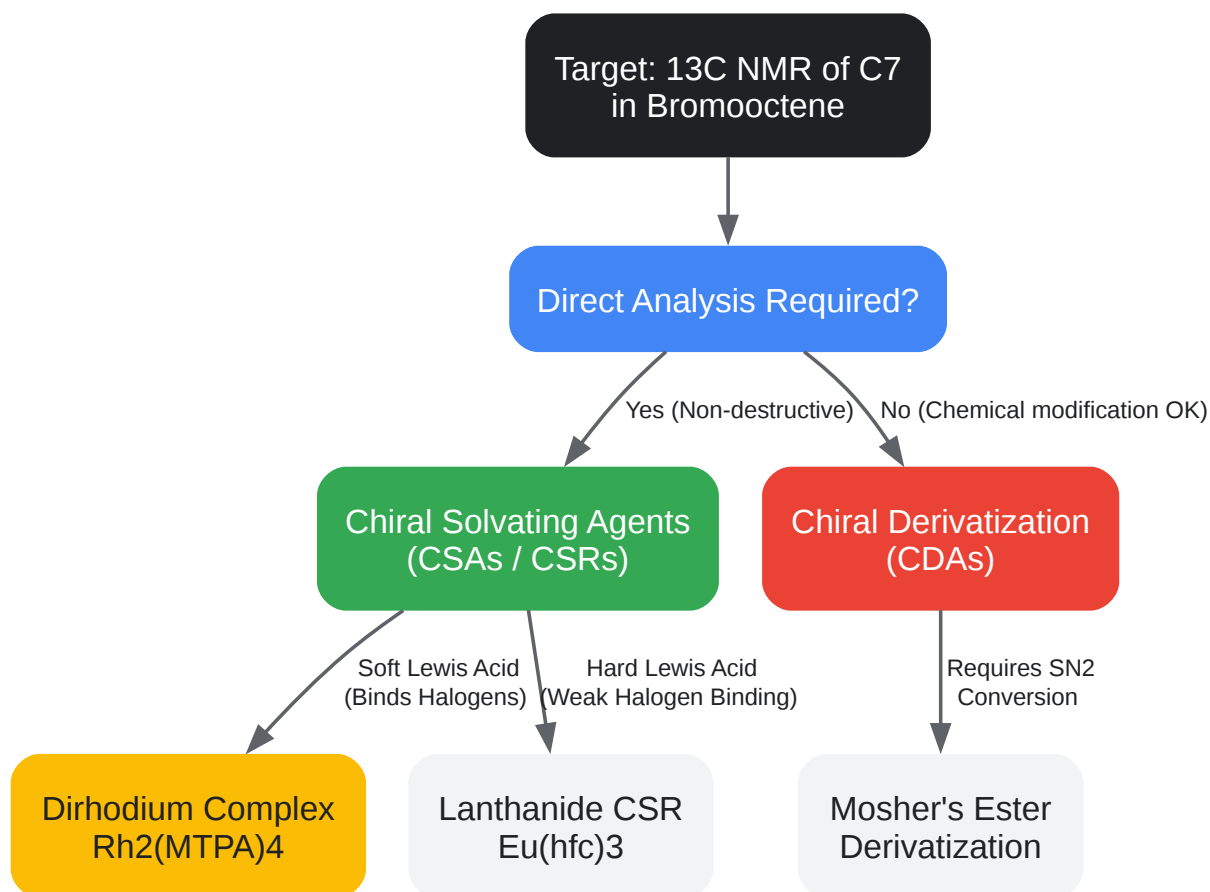 Target: 13C NMR of C7
in Bromooctene
Direct Analysis Required?
Yes (Non-destructive)
No (Chemical modification OK)
Chiral Solvating Agents
(CSAs / CSRs)
Chiral Derivatization
(CDAs)
Soft Lewis Acid
(Binds Halogens)
Hard Lewis Acid
(Weak Halogen Binding)
Requires SN2
Conversion
Dirhodium Complex
Rh2(MTPA)4
Lanthanide CSR
Eu(hfc)3
Mosher's Ester
Derivatization